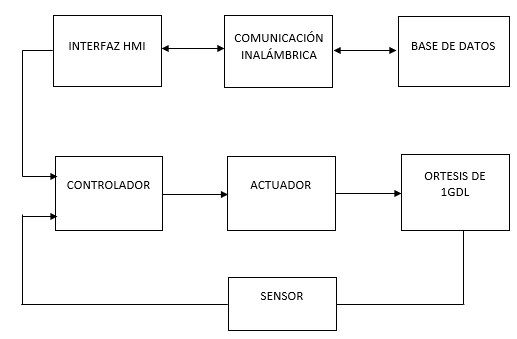 INTERFAZ HMI
COMUNICACIÓN
INALÁMBRICA
BASE DE DATOS
CONTROLADOR
ACTUADOR
ORTESIS DE
1GDL
SENSOR